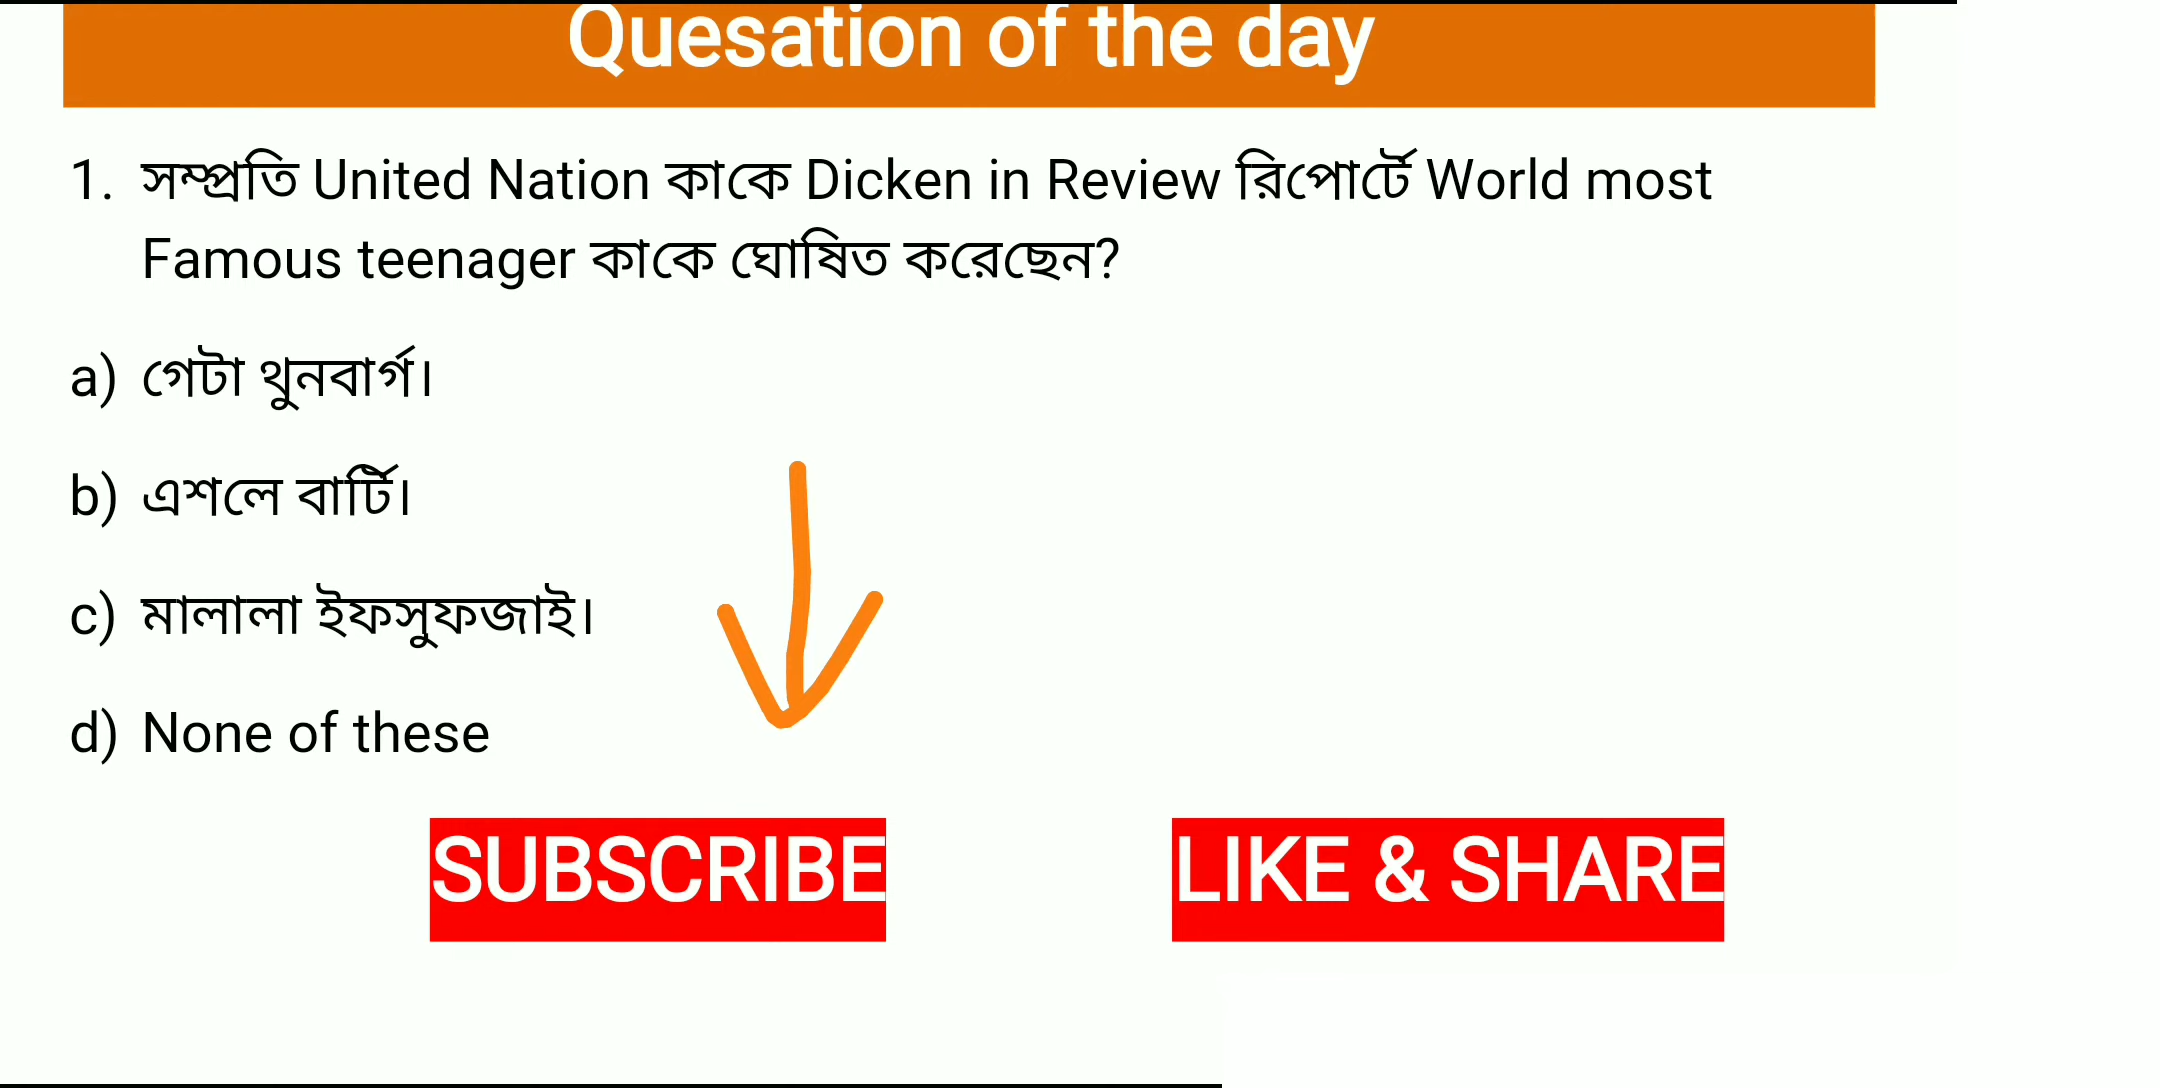 Quesation of the day
1. সম্প্রতি United Nation কাকে Dicken in Review রিপোর্টে World most
Famous teenager কাকে ঘোষিত করেছেন?
a) গেটা থুনবার্গ।
b) এশলে বার্টি।
c) মালালা ইফসুফজাই।
d) None of these
SUBSCRIBE
LIKE & SHARE